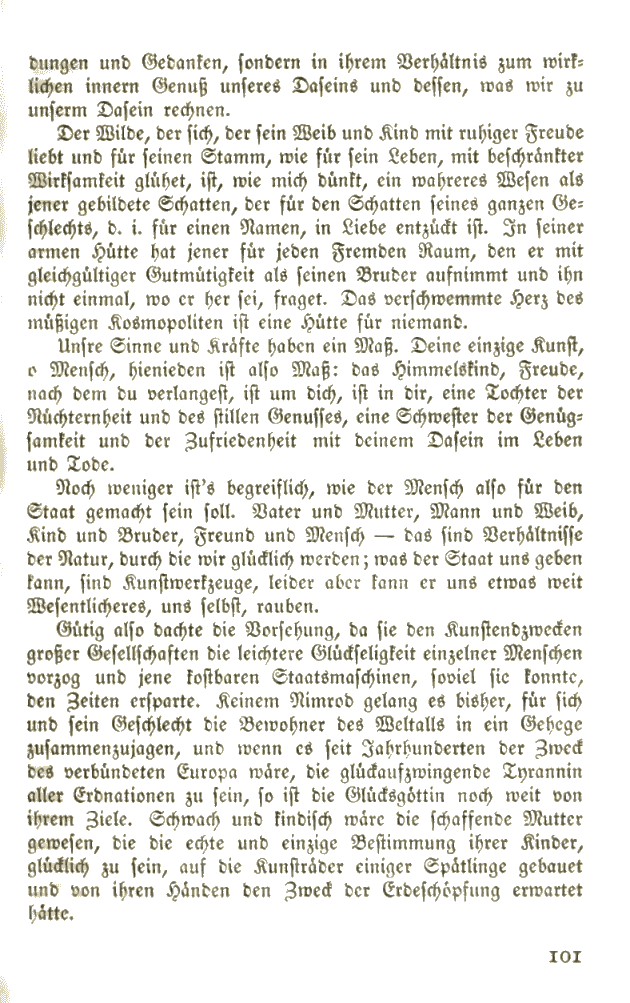 dungen und Gedanken, sondern in ihrem Verhältnis zum wirk-
lichen innern Genuß unseres Daseins und dessen, was wir zu
unserm Dasein rechnen.
Der Wilde, der sich, der sein Weib und Kind mit ruhiger Freude
liebt und für seinen Stamm, wie für sein Leben, mit beschränkter
Wirksamkeit glühet, ist, wie mich dünkt, ein wahreres Wesen als
jener gebildete Schatten, der für den Schatten seines ganzen Ge-
schlechts, d. i. für einen Namen, in Liebe entzückt ist. In seiner
armen Hütte hat jener für jeden Fremden Raum, den er mit
gleichgültiger Gutmütigkeit als seinen Bruder aufnimmt und ihn
nicht einmal, wo er her sei, fraget. Das verschwemmte Herz des
müßigen Kosmopoliten ist eine Hütte für niemand.
Unsre Sinne und Kräfte haben ein Maß. Deine einzige Kunst,
o Mensch, hienieden ist also Maß: das Himmelskind, Freude,
nach dem du verlangest, ist um dich, ist in dir, eine Tochter der
Nüchternheit und des stillen Genusses, eine Schwester der Genüg-
samkeit und der Zufriedenheit mit deinem Dasein im Leben
und Tode.
Noch weniger ist's begreiflich, wie der Mensch also für den
Staat gemacht sein soll. Vater und Mutter, Mann und Weib,
Kind und Bruder, Freund und Mensch — das sind Verhältnisse
der Natur, durch die wir glücklich werden; was der Staat uns geben
kann, sind Kunstwerkzeuge, leider aber kann er uns etwas weit
Wesentlicheres, uns selbst, rauben.
Gütig also dachte die Vorsehung, da sie den Kunstendzwecken
großer Gesellschaften die leichtere Glückseligkeit einzelner Menschen
vorzog und jene kostbaren Staatsmaschinen, soviel sie konnte,
den Zeiten ersparte. Keinem Nimrod gelang es bisher, für sich
und sein Geschlecht die Bewohner des Weltalls in ein Gehege
zusammenzujagen, und wenn es seit Jahrhunderten der Zweck
des verbündeten Europa wäre, die glückaufzwingende Tyrannin
aller Erdnationen zu sein, so ist die Glücksgöttin noch weit von
ihrem Ziele. Schwach und kindisch wäre die schaffende Mutter
gewesen, die die echte und einzige Bestimmung ihrer Kinder,
glücklich zu sein, auf die Kunsträder einiger Spätlinge gebauet
und von ihren Händen den Zweck der Erdeschöpfung erwartet
hätte.
101